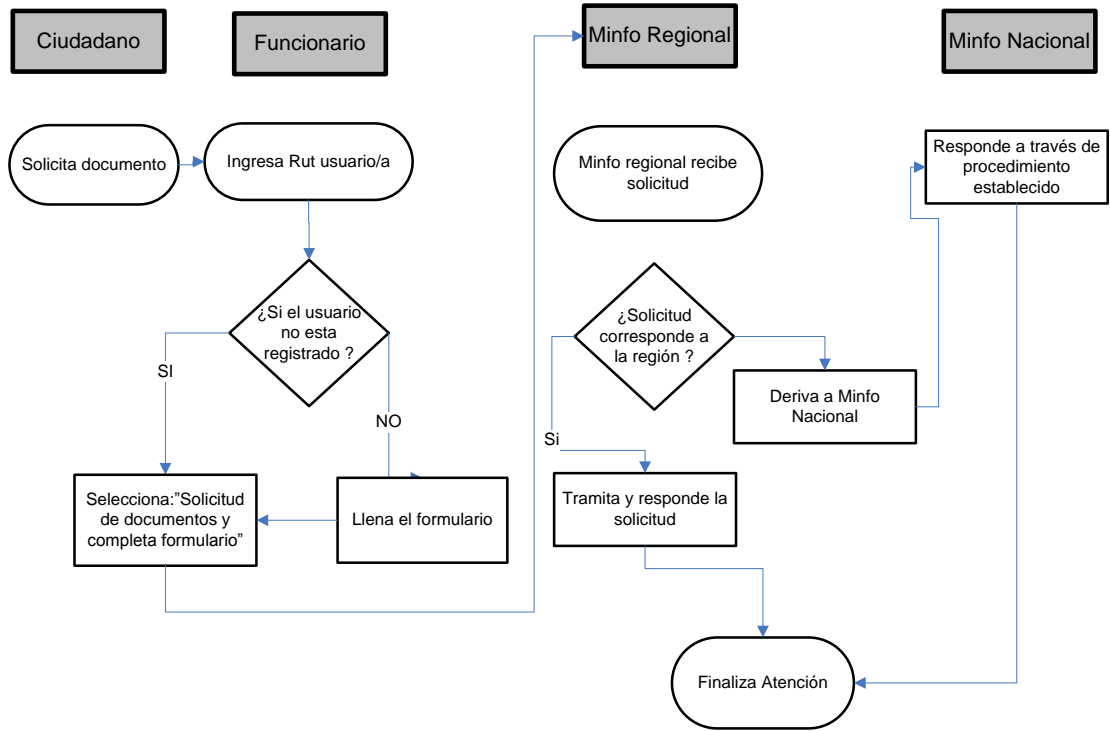 Ciudadano
Funcionario
Minfo Regional
Minfo Nacional
Solicita documento
Ingresa Rut usuario/a
Minfo regional recibe
solicitud
Responde a través de
procedimiento
establecido
¿Si el usuario
no esta
registrado ?
SI
NO
¿Solicitud
corresponde a
la región ?
Si
Deriva a Minfo
Nacional
Selecciona:”Solicitud
de documentos y
completa formulario”
Llena el formulario
Tramita y responde la
solicitud
Finaliza Atención